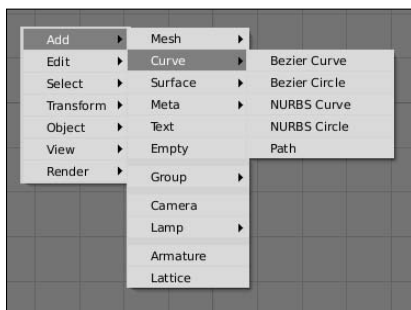 Add
Edit
Select
Transform
Object
View
Render
Mesh
Curve
Surface
Meta
Text
Empty
Group
Camera
Lamp
Armature
Lattice
Bezier Curve
Bezier Circle
NURBS Curve
NURBS Circle
Path